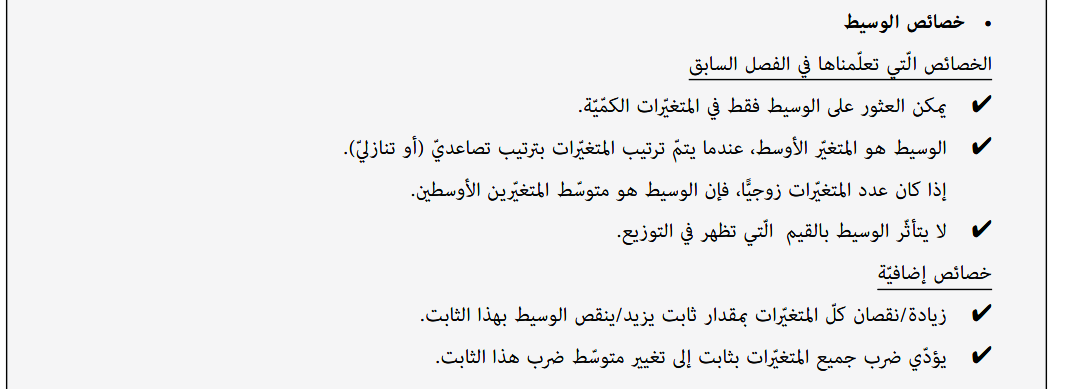 • خصائص الوسيط
الخصائص الّتي تعلّمناها في الفصل السابق
✔ يمكن العثور على الوسيط فقط في المتغيّرات الكمّيّة.
✔ الوسيط هو المتغيّر الأوسط، عندما يتمّ ترتيب المتغيّرات بترتيب تصاعديّ (أو تنازليّ).
إذا كان عدد المتغيّرات زوجيًّا، فإن الوسيط هو متوسّط المتغيّرين الأوسطين.
✔ لا يتأثّر الوسيط بالقيم الّتي تظهر في التوزيع.
خصائص إضافيّة
✔ زيادة/نقصان كلّ المتغيّرات بمقدار ثابت يزيد/ينقص الوسيط بهذا الثابت.
✔ يؤدّي ضرب جميع المتغيّرات بثابت إلى تغيير متوسّط ضرب هذا الثابت.